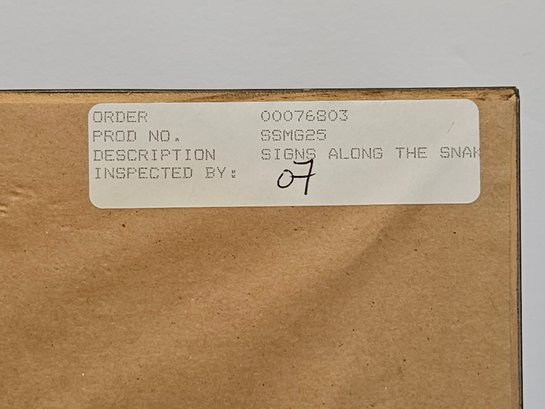 ORDER 00076803
PROD NO. SSMG25
DESCRIPTION SIGNS ALONG THE SNAK
INSPECTED BY: 07